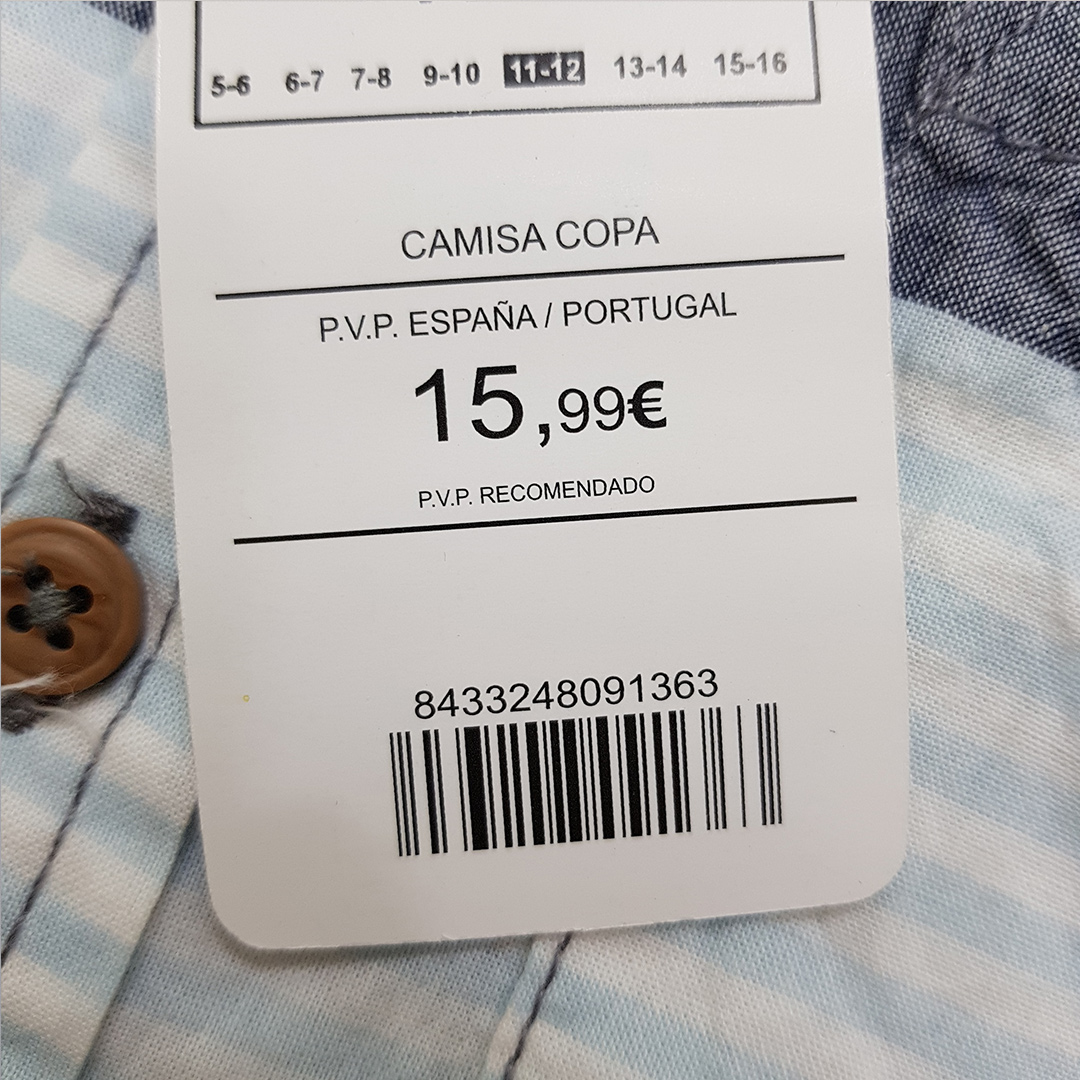 5-6 6-7 7-8 9-10 11-12 13-14 15-16
CAMISA COPA
P.V.P. ESPAÑA / PORTUGAL
15,99€
P.V.P. RECOMENDADO
8433248091363